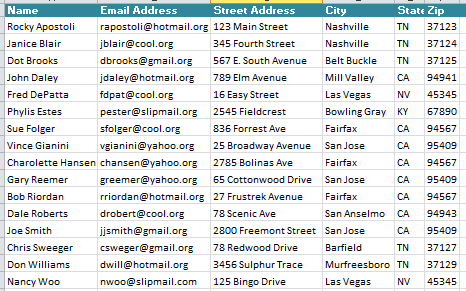 Name Email Address Street Address City State Zip
Rocky Apostoli rapostoli@hotmail.org 123 Main Street Nashville TN 37123
Janice Blair jblair@cool.org 345 Fourth Street Nashville TN 37124
Dot Brooks dbrooks@gmail.org 567 E. South Avenue Belt Buckle TN 37125
John Daley jdaley@hotmail.org 789 Elm Avenue Mill Valley CA 94941
Fred DePatta fdpat@cool.org 16 Easy Street Las Vegas NV 45345
Phylis Estes pester@slipmail.org 2545 Fieldcrest Bowling Gray KY 67890
Sue Folger sfolger@cool.org 836 Forrest Ave Fairfax CA 94567
Vince Gianini vgianini@yahoo.org 25 Broadway Avenue San Jose CA 95409
Charolette Hansen chansen@yahoo.org 2785 Bolinas Ave Fairfax CA 94567
Gary Reemer greemer@yahoo.org 65 Cottonwood Drive San Jose CA 95409
Bob Riordan rriordan@hotmail.org 27 Frustrek Avenue Fairfax CA 94567
Dale Roberts drobert@cool.org 78 Scenic Ave San Anselmo CA 94943
Joe Smith jjsmith@gmail.org 2800 Freemont Street San Jose CA 95409
Chris Sweeger csweger@gmail.org 78 Redwood Drive Barfield TN 37127
Don Williams dwill@hotmail.org 3456 Sulphur Trace Murfreesboro TN 37129
Nancy Woo nwoo@slipmail.com 125 Bingo Drive Las Vegas NV 45345